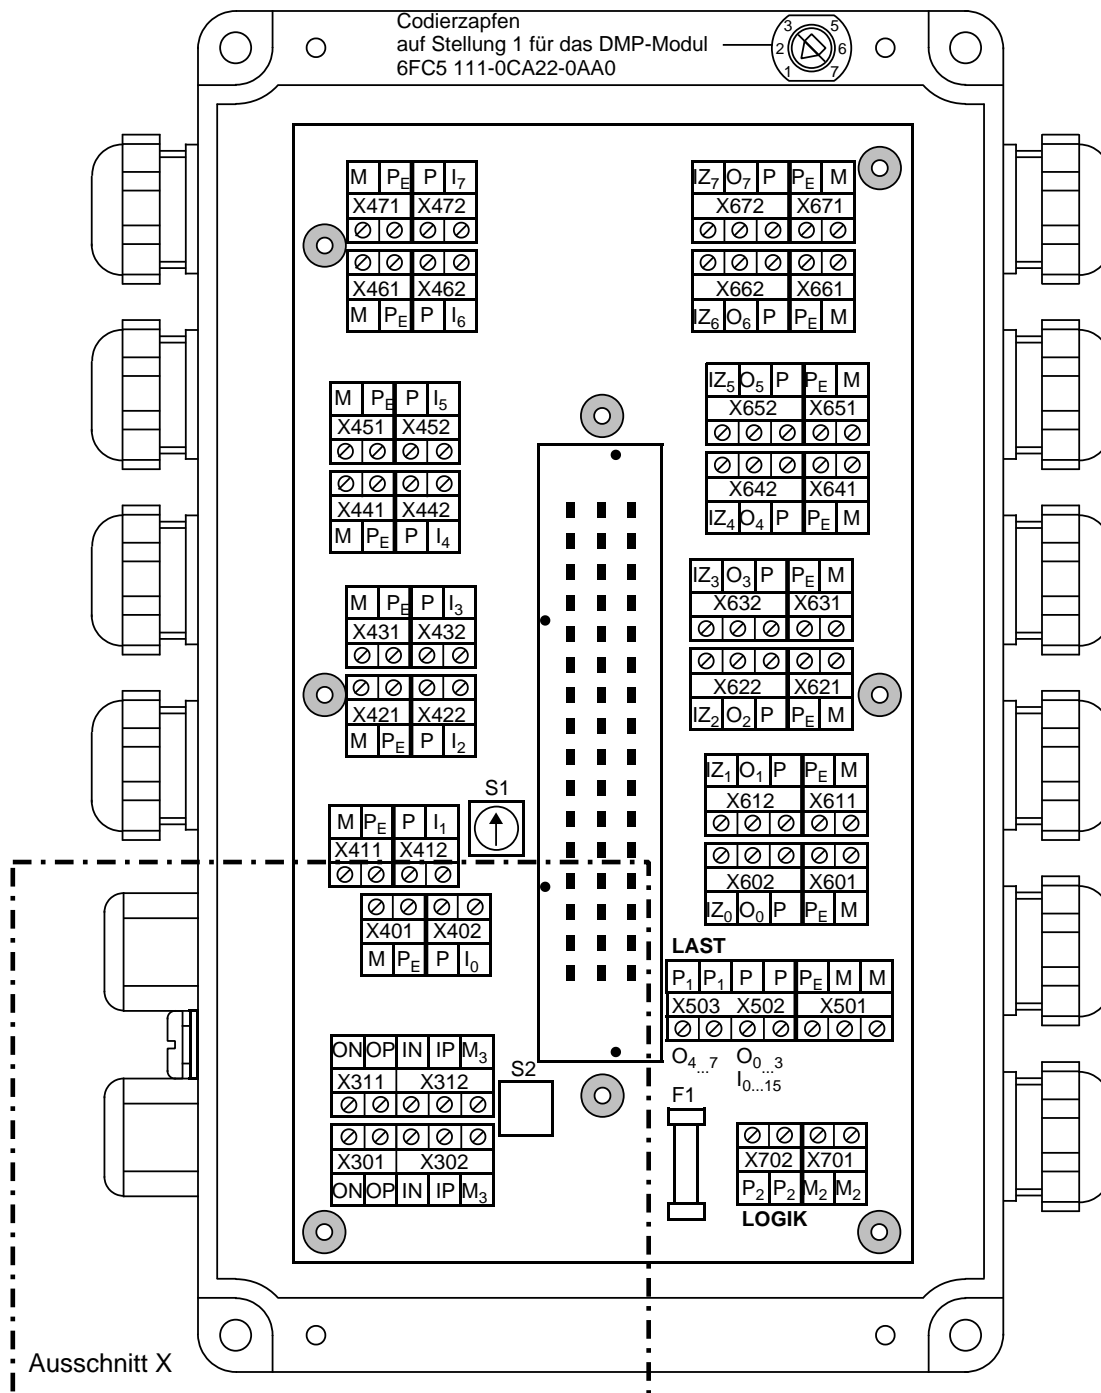 Codierzapfen
auf Stellung 1 für das DMP-Modul
6FC5 111-0CA22-0AA0
3 5
2 6
1 7
M PE P I7
X471 X472
X461 X462
M PE P I6
IZ7 O7 P PE M
X672 X671
X662 X661
IZ6 O6 P PE M
M PE P I5
X451 X452
X441 X442
M PE P I4
IZ5 O5 P PE M
X652 X651
X642 X641
IZ4 O4 P PE M
M PE P I3
X431 X432
X421 X422
M PE P I2
IZ3 O3 P PE M
X632 X631
X622 X621
IZ2 O2 P PE M
S1
M PE P I1
X411 X412
X401 X402
M PE P I0
IZ1 O1 P PE M
X612 X611
X602 X601
IZ0 O0 P PE M
LAST
P1 P1 P P PE M M
X503 X502 X501
O4...7 O0...3
I0...15
ON OP IN IP M3
X311 X312
X301 X302
ON OP IN IP M3
S2
F1
X702 X701
P2 P2 M2 M2
LOGIK
Ausschnitt X